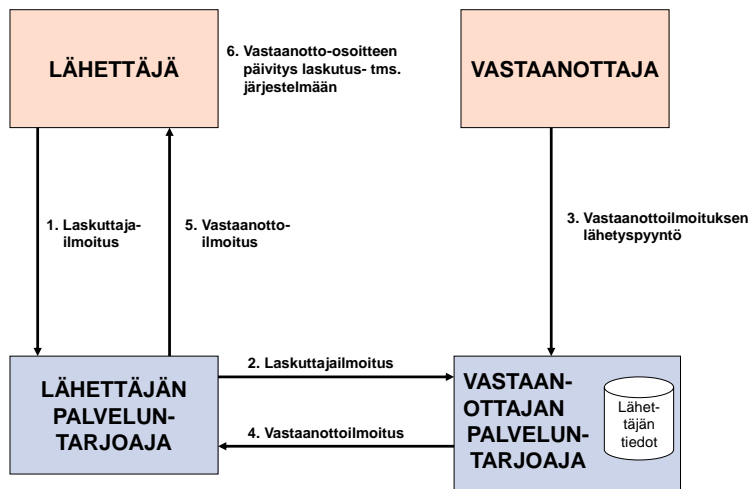 LÄHETTÄJÄ
6. Vastaanotto-osoitteen
päivitys laskutus- tms.
järjestelmään
VASTAANOTTAJA
1. Laskuttaja-
ilmoitus
5. Vastaanotto-
ilmoitus
3. Vastaanottoilmoituksen
lähetyspyyntö
2. Laskuttajailmoitus
4. Vastaanottoilmoitus
LÄHETTÄJÄN
PALVELUN-
TARJOAJA
VASTAAN-
OTTAJAN
PALVELUN-
TARJOAJA
Lähet-
täjän
tiedot